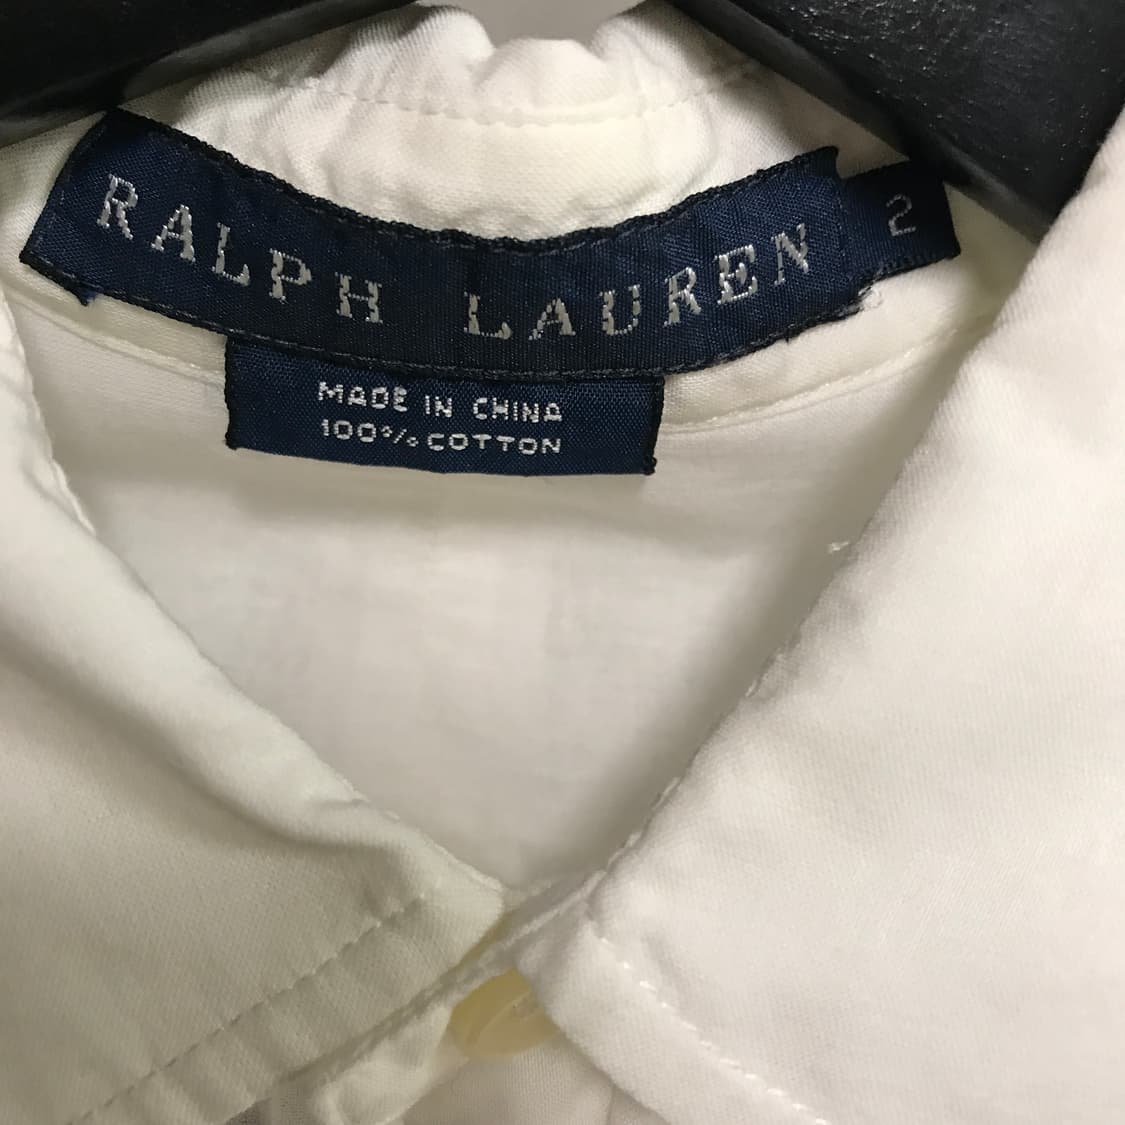 RALPH LAUREN 2
MADE IN CHINA
100% COTTON